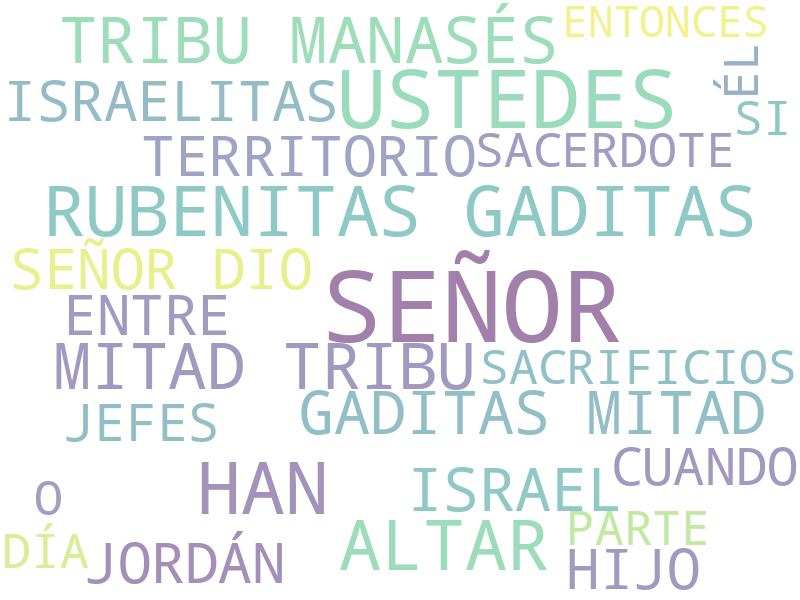 TRIBU MANASÉS
ENTONCES
ISRAELITAS
USTEDES
ÉL
SI
TERRITORIO
SACERDOTE
RUBENITAS GADITAS
SEÑOR DIO
SEÑOR
ENTRE
MITAD TRIBU
SACRIFICIOS
JEFES
GADITAS MITAD
HAN
ISRAEL
CUANDO
O
DÍA
JORDÁN
ALTAR
PARTE
HIJO